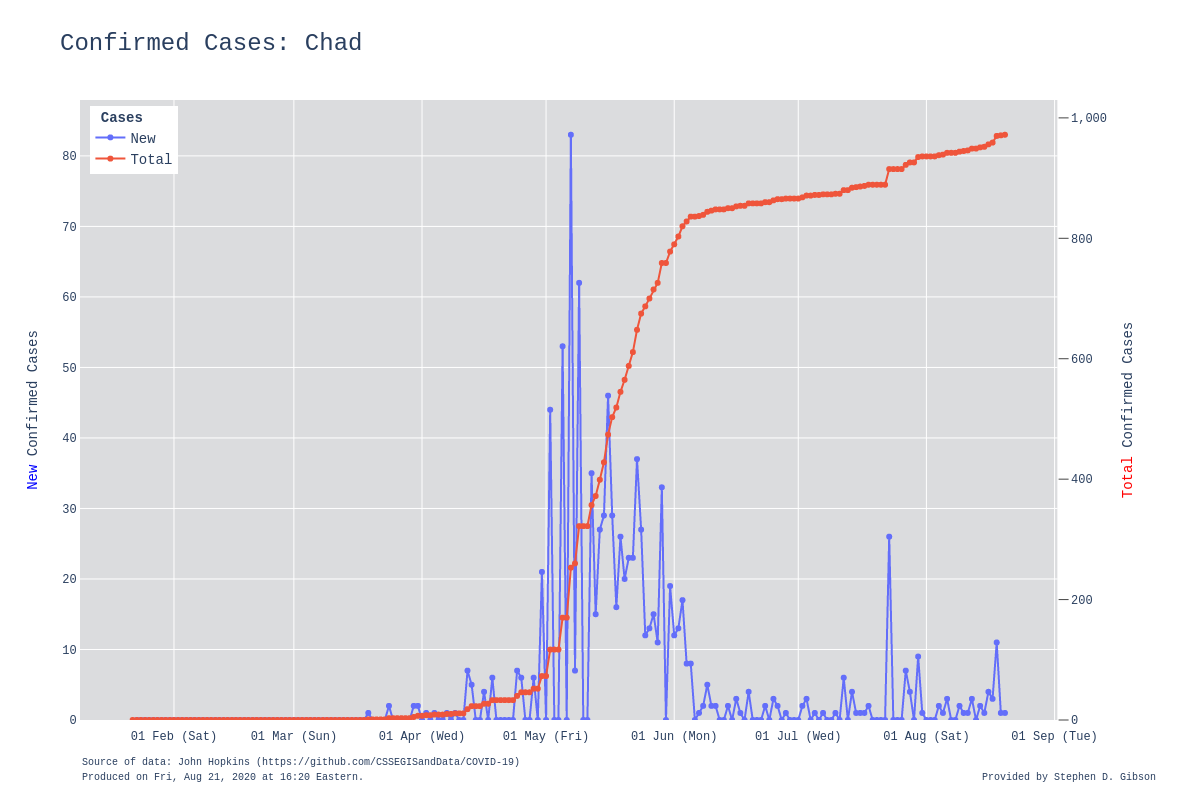 Confirmed Cases: Chad
Cases
New
Total
80
70
60
50
40
30
20
10
0
1,000
800
600
400
200
0
New Confirmed Cases
Total Confirmed Cases
01 Feb (Sat) 01 Mar (Sun) 01 Apr (Wed) 01 May (Fri) 01 Jun (Mon) 01 Jul (Wed) 01 Aug (Sat) 01 Sep (Tue)
Source of data: John Hopkins (https://github.com/CSSEGISandData/COVID-19)
Produced on Fri, Aug 21, 2020 at 16:20 Eastern.
Provided by Stephen D. Gibson